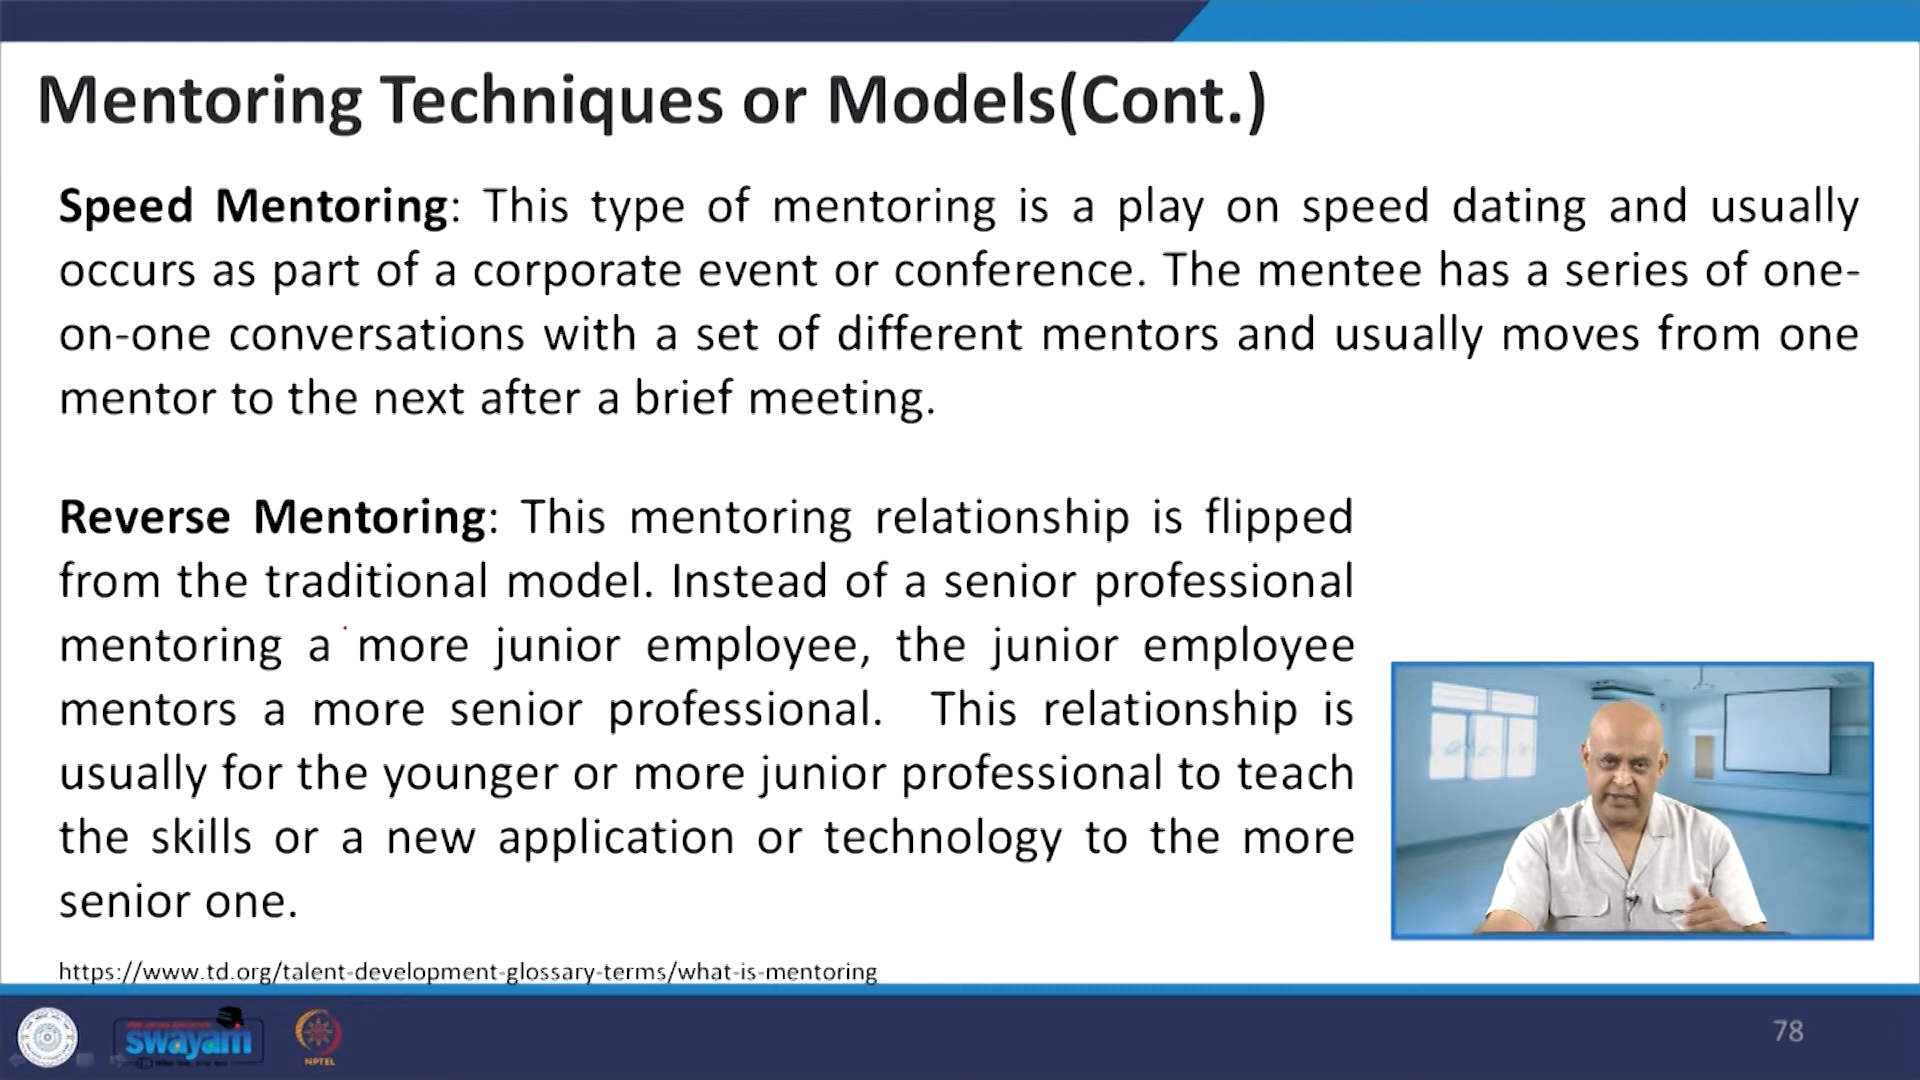 Mentoring Techniques or Models(Cont.)
Speed Mentoring: This type of mentoring is a play on speed dating and usually
occurs as part of a corporate event or conference. The mentee has a series of one-
on-one conversations with a set of different mentors and usually moves from one
mentor to the next after a brief meeting.
Reverse Mentoring: This mentoring relationship is flipped
from the traditional model. Instead of a senior professional
mentoring a more junior employee, the junior employee
mentors a more senior professional.  This relationship is
usually for the younger or more junior professional to teach
the skills or a new application or technology to the more
senior one.
https://www.td.org/talent-development-glossary-terms/what-is-mentoring
swayam
NPTEL
78